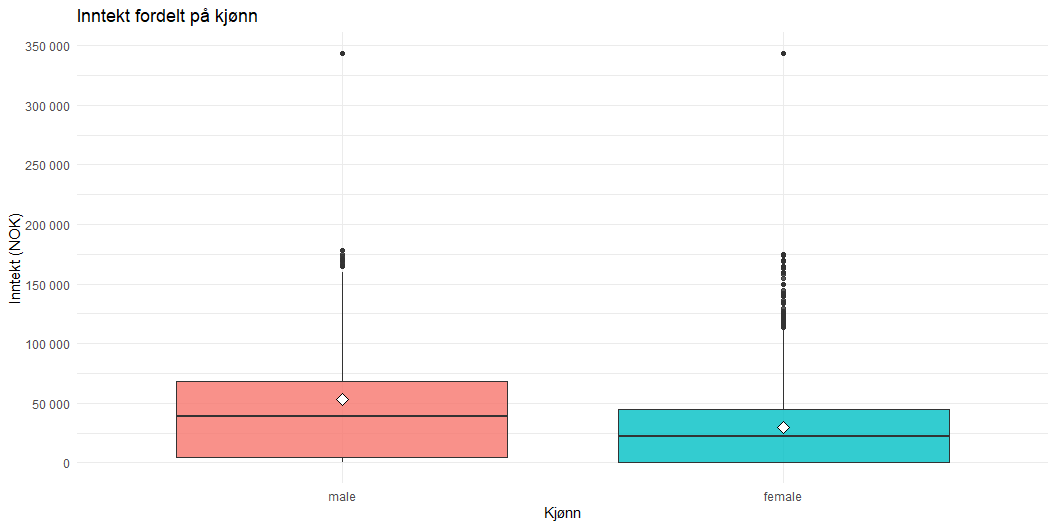 Inntekt fordelt på kjønn
350 000
300 000
250 000
200 000
150 000
100 000
50 000
0
Inntekt (NOK)
male
female
Kjønn